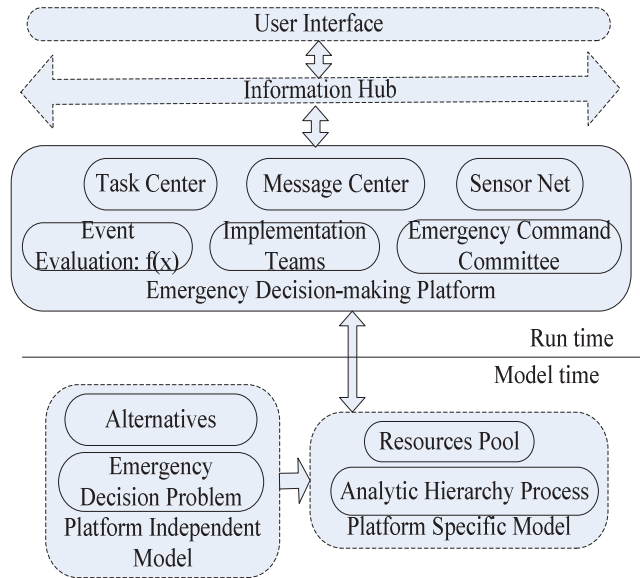 User Interface
Information Hub
Task Center
Message Center
Sensor Net
Event
Evaluation: f(x)
Implementation
Teams
Emergency Command
Committee
Emergency Decision-making Platform
Run time
Model time
Alternatives
Emergency
Decision Problem
Platform Independent
Model
Resources Pool
Analytic Hierarchy Process
Platform Specific Model